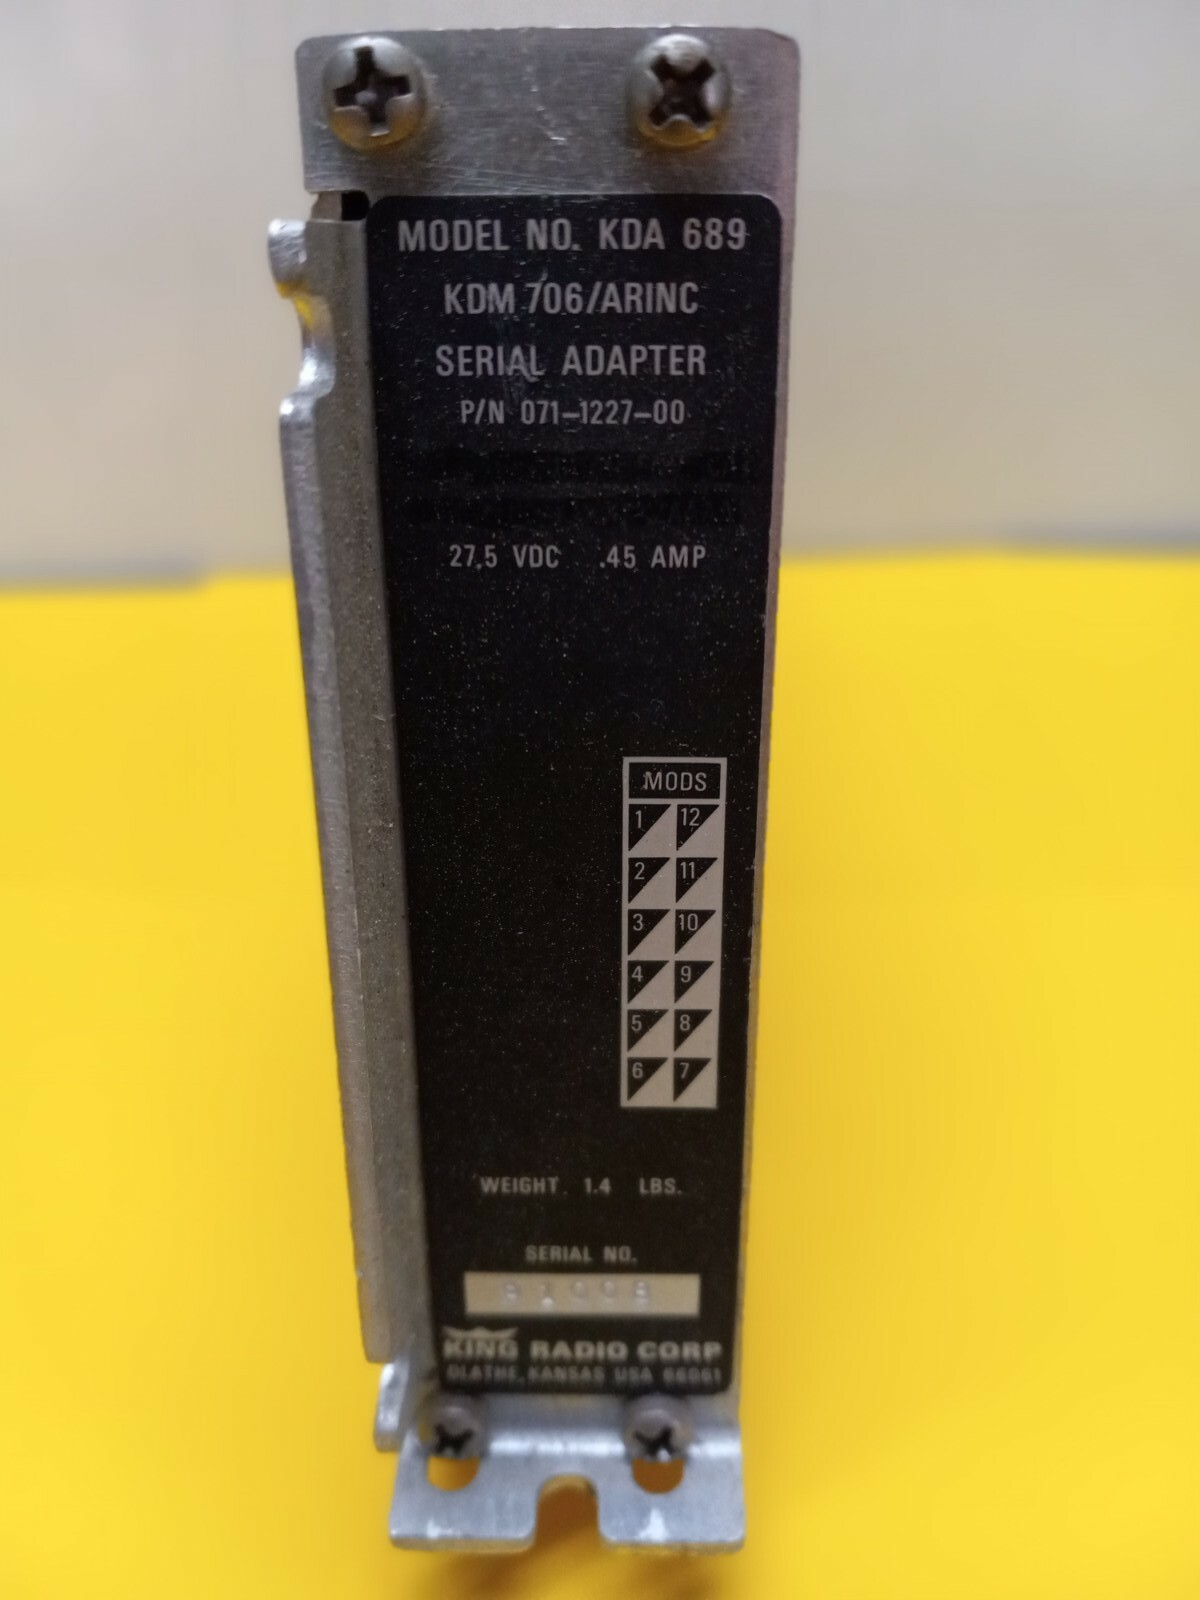 MODEL NO. KDA 689
KDM 706/ARINC
SERIAL ADAPTER
P/N 071-1227-00
27.5 VDC .45 AMP
MODS
1 12
2 11
3 10
4 9
5 8
6 7
WEIGHT 1.4 LBS.
SERIAL NO.
KING RADIO CORP
OLATHE, KANSAS USA 66061